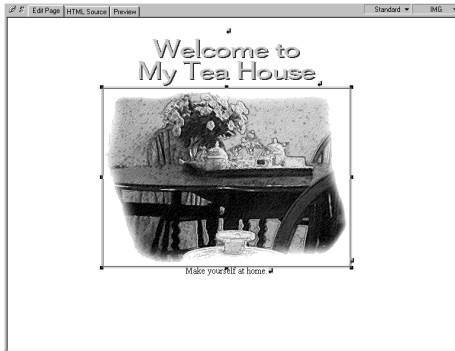 Edit Page HTML Source Preview Standard IMG
Welcome to
My Tea House
Make yourself at home.